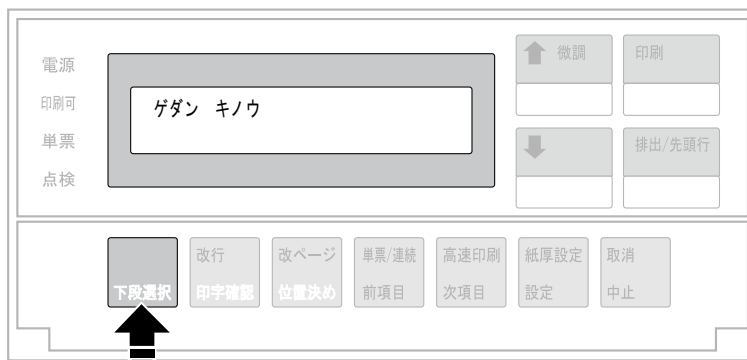 電源
印刷可
単票
点検
ゲダン キノウ
微調
印刷
排出/先頭行
下段選択
改行
印字確認
改ページ
位置決め
単票/連続
前項目
高速印刷
次項目
紙厚設定
設定
取消
中止